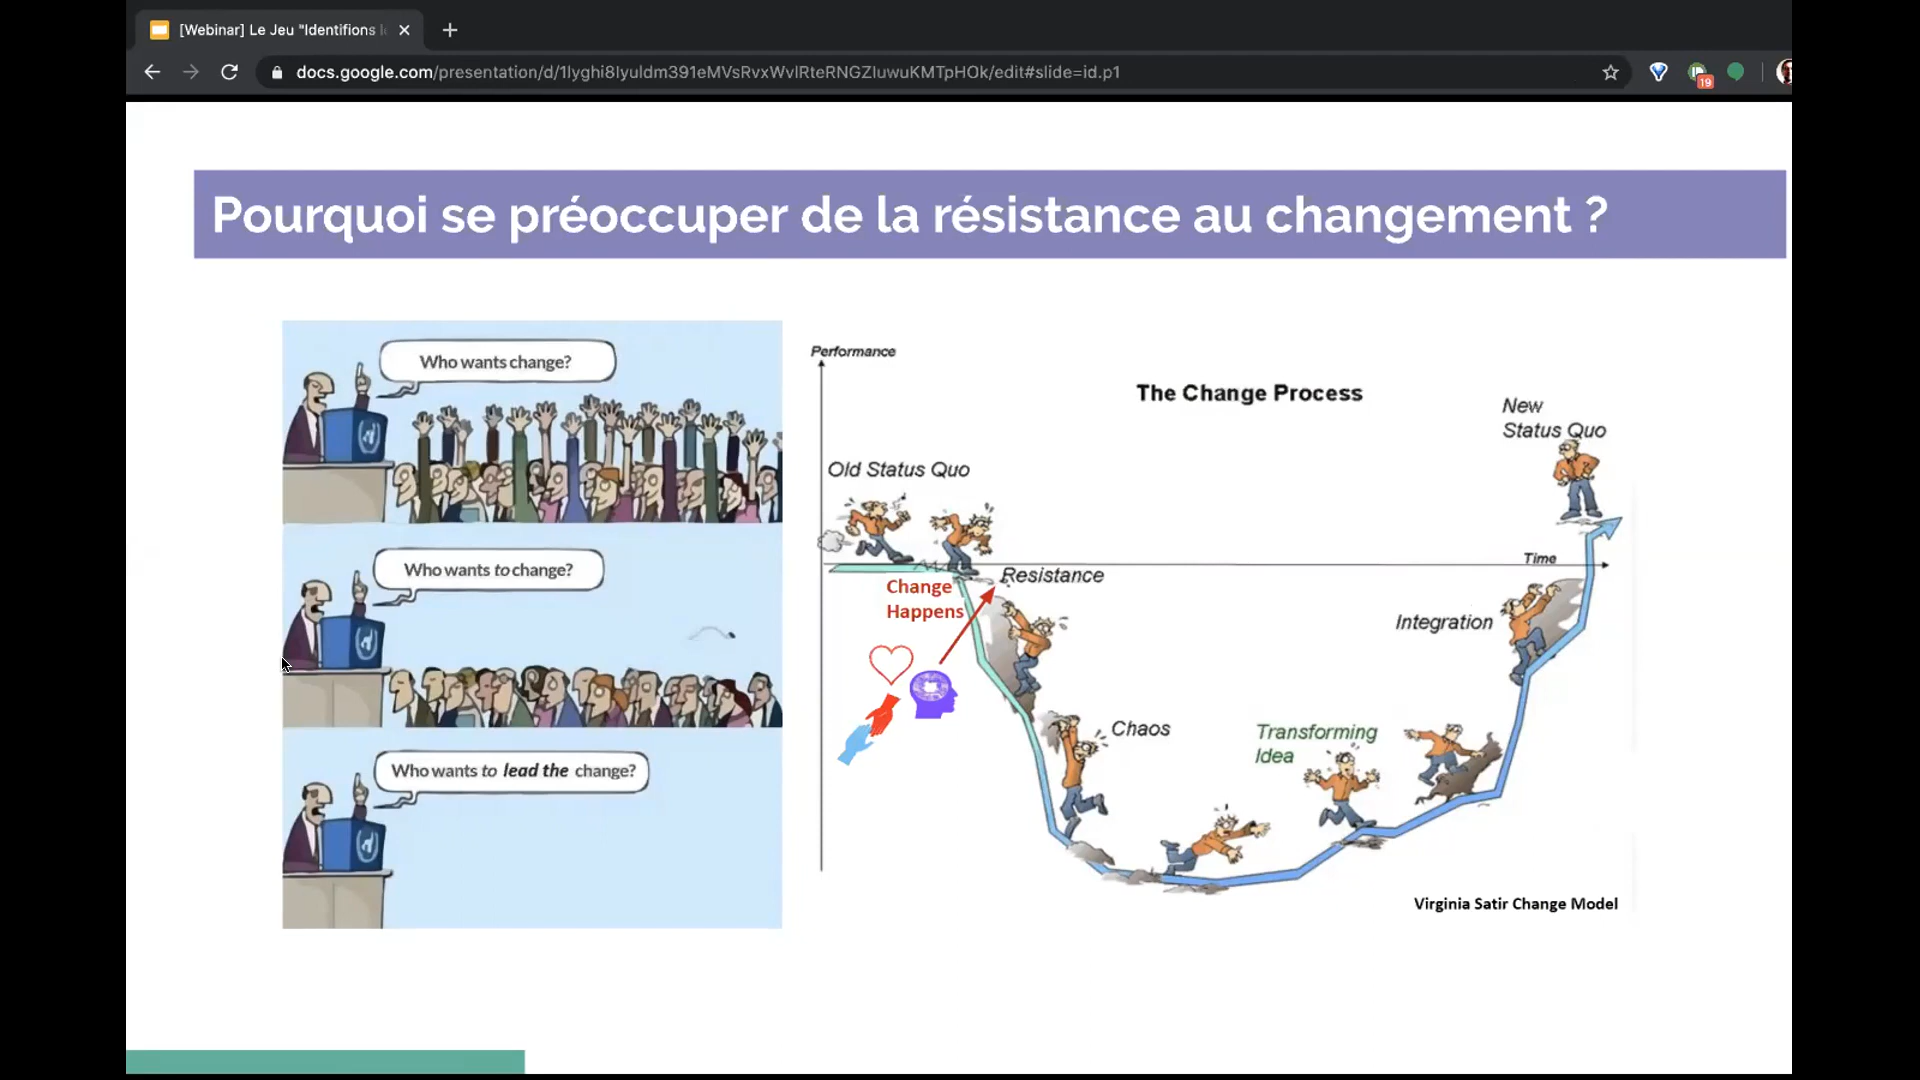 [Webinar] Le Jeu "Identifions l
docs.google.com/presentation/d/1lyghi8lyuldm391eMVsRvxWvlRteRNGZIuwuKMTpHOk/edit#slide=id.p1
19
Pourquoi se préoccuper de la résistance au changement ?
Who wants change?
Who wants to change?
Who wants to lead the change?
Performance
The Change Process
New
Status Quo
Old Status Quo
Time
Change
Happens
Resistance
Integration
Chaos
Transforming
Idea
Virginia Satir Change Model